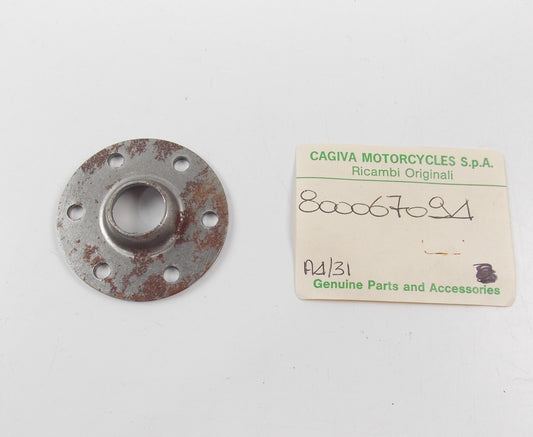 CAGIVA MOTORCYCLES S.p.A.
Ricambi Originali
800067091
A1/31
Genuine Parts and Accessories